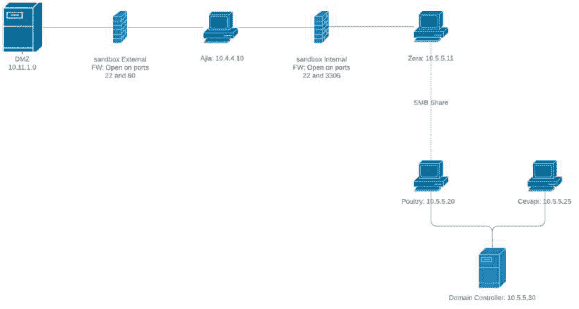 DMZ
10.11.1.0
sandbox External
FW: Open on ports
22 and 80
Ajla: 10.4.4.10
sandbox Internal
FW: Open on ports
22 and 3306
Zora: 10.5.5.11
SMB Share
Poultry: 10.5.5.20
Cevapi: 10.5.5.25
Domain Controller: 10.5.5.30